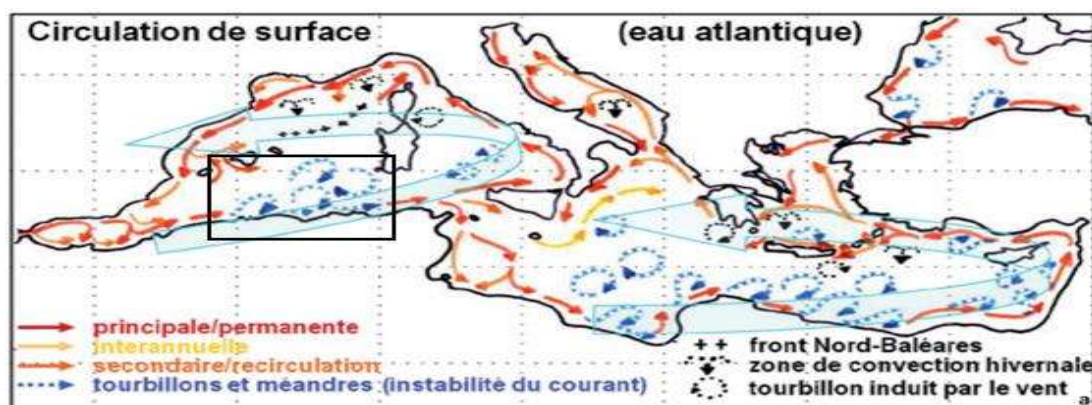 Circulation de surface (eau atlantique)
principale/permanente
interannuelle
secondaire/recirculation
tourbillons et méandres (instabilité du courant)
++ front Nord-Baléares
zone de convection hivernale
tourbillon induit par le vent
a